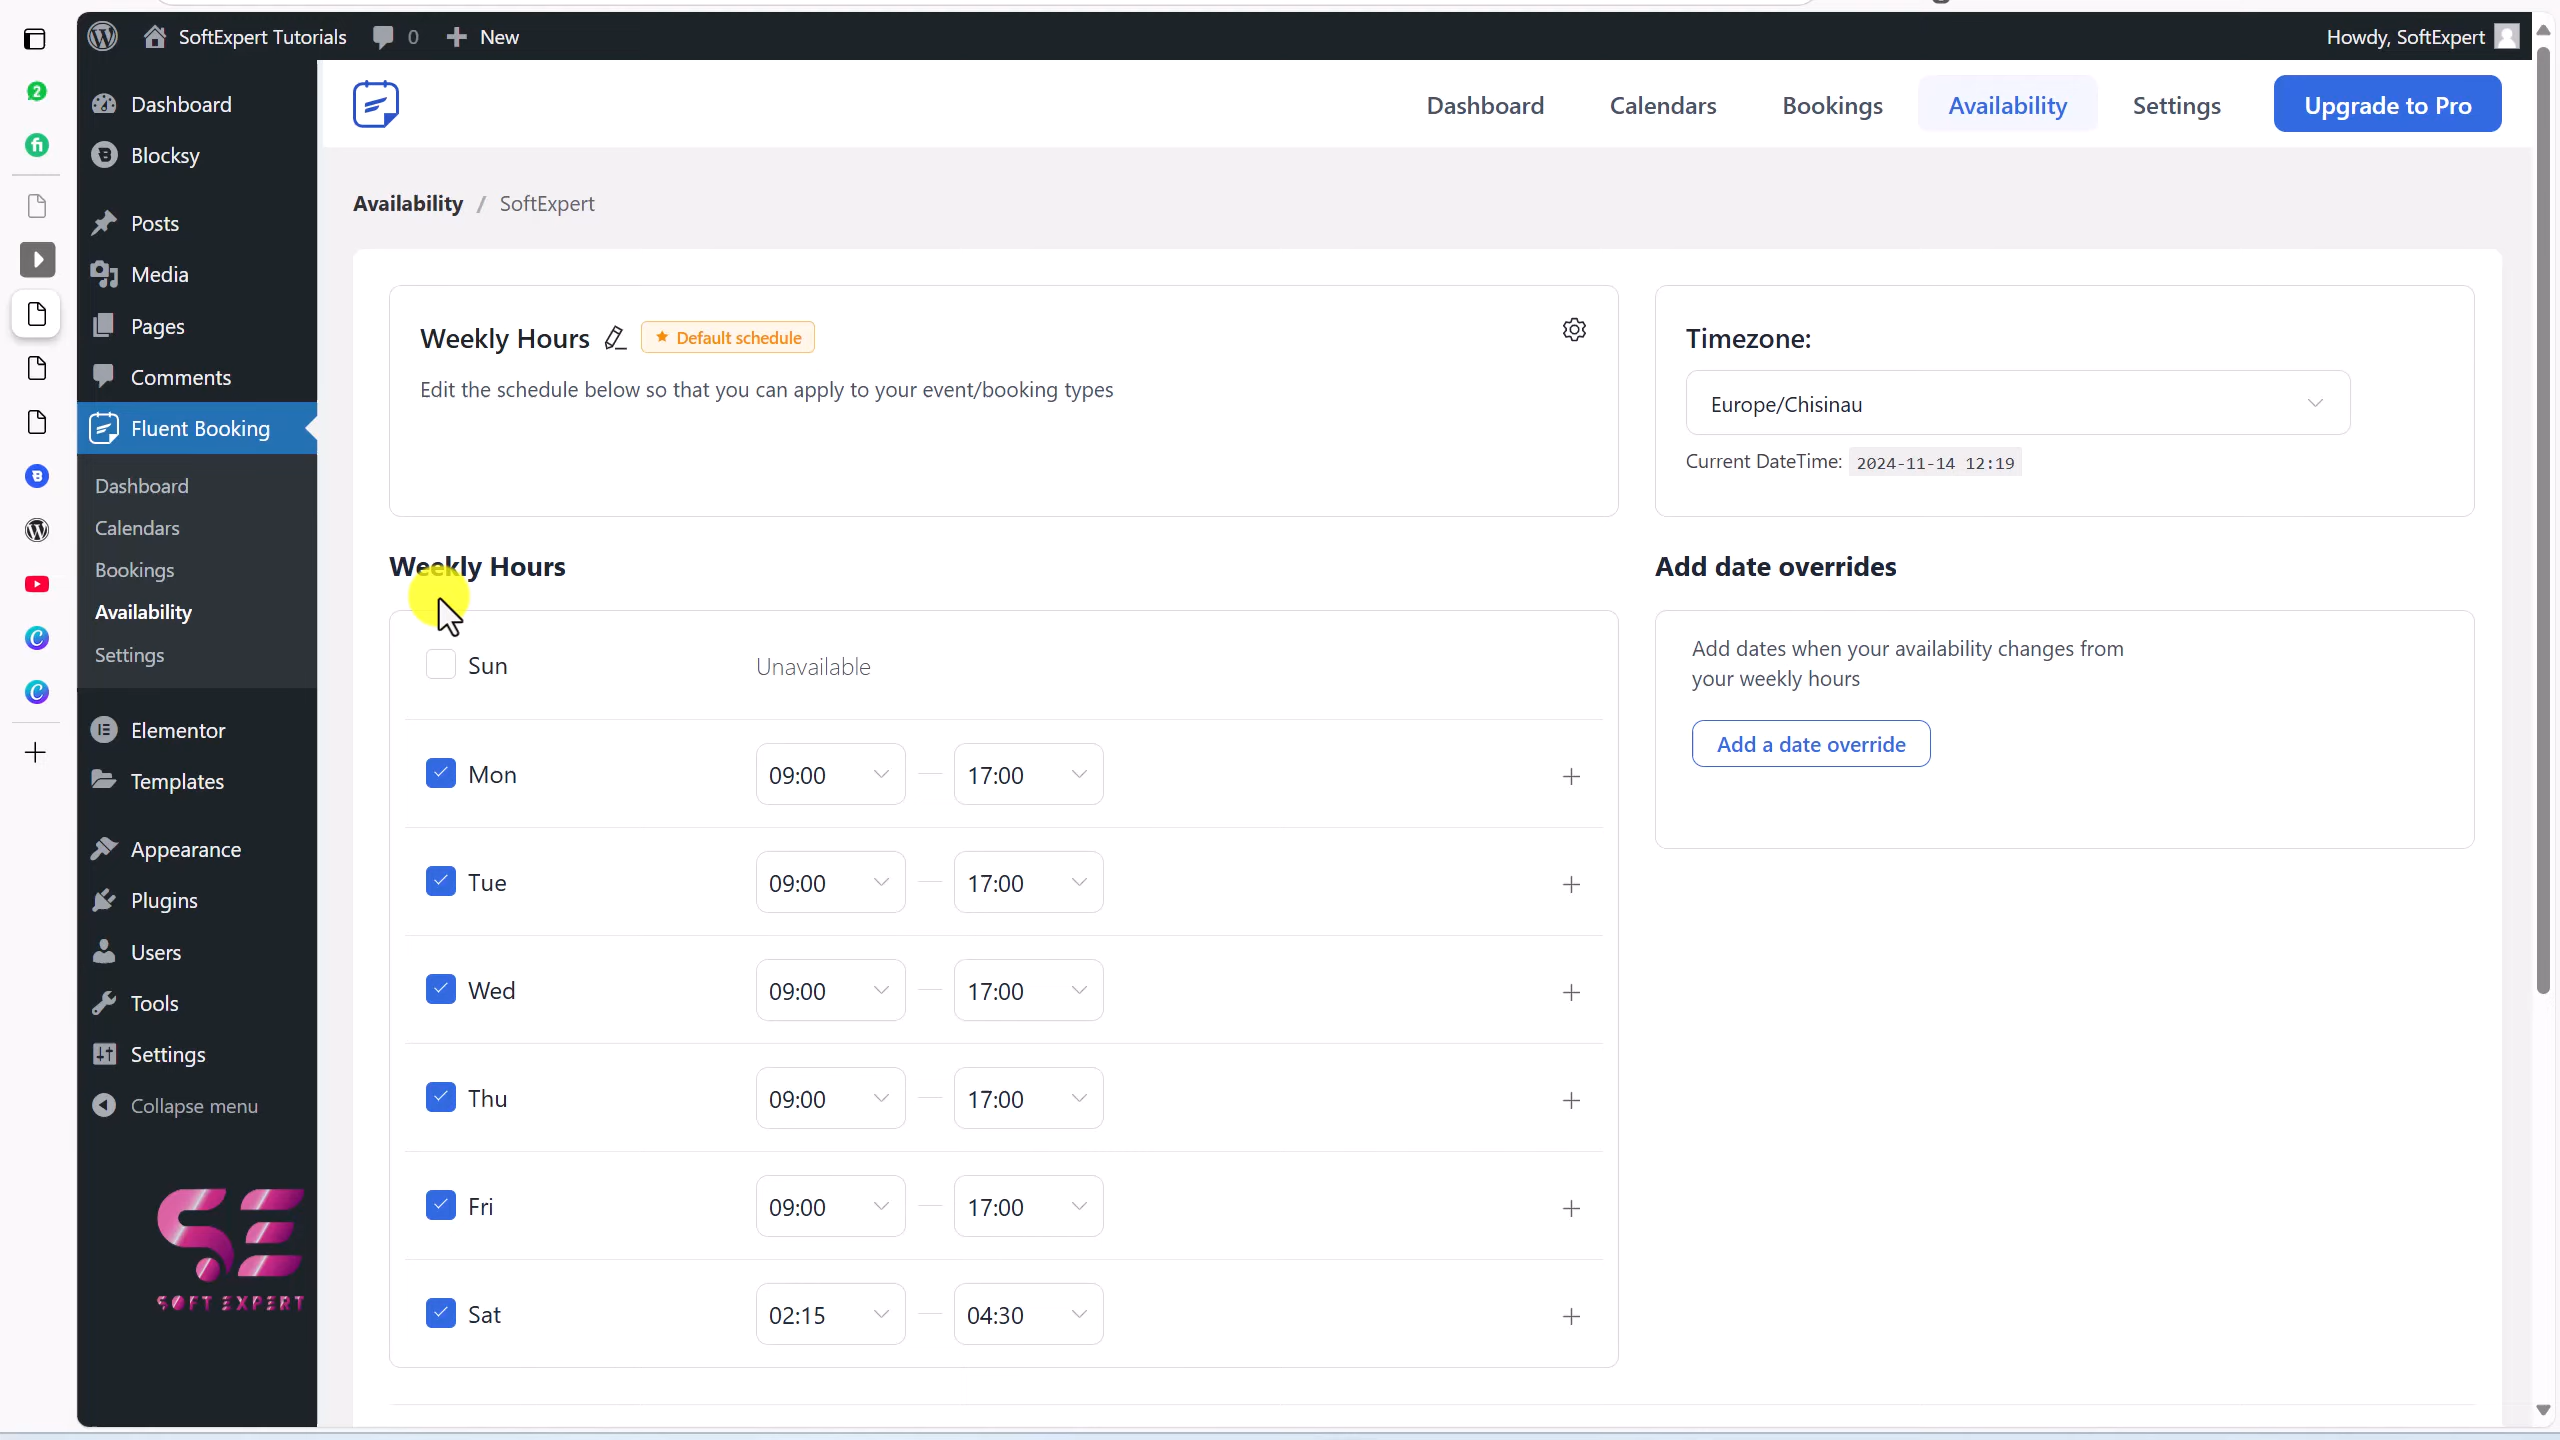 SoftExpert Tutorials
0
New
Howdy, SoftExpert
2
Dashboard
Blocksy
Posts
Media
Pages
Comments
Fluent Booking
Dashboard
Calendars
Bookings
Availability
Settings
Elementor
Templates
Appearance
Plugins
Users
Tools
Settings
Collapse menu
SOFT EXPERT
Dashboard
Calendars
Bookings
Availability
Settings
Upgrade to Pro
Availability / SoftExpert
Weekly Hours
Default schedule
Edit the schedule below so that you can apply to your event/booking types
Timezone:
Europe/Chisinau
Current DateTime: 2024-11-14 12:19
Weekly Hours
Sun Unavailable
Mon 09:00 — 17:00
Tue 09:00 — 17:00
Wed 09:00 — 17:00
Thu 09:00 — 17:00
Fri 09:00 — 17:00
Sat 02:15 — 04:30
Add date overrides
Add dates when your availability changes from
your weekly hours
Add a date override